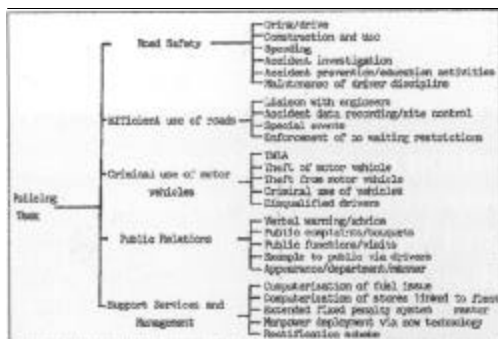 Road Safety
Drink/drive
Construction and use
Speeding
Accident investigation
Accident prevention/education activities
Maintenance of driver discipline
Efficient use of roads
Liaison with engineers
Accident data recording/site control
Special events
Enforcement of no waiting restrictions
Criminal use of motor
vehicles
Theft of motor vehicle
Theft from motor vehicle
Criminal use of vehicles
Disqualified drivers
Policing
Public Relations
Verbal warning/advice
Public complaints/bouquets
Public functions/visits
Example to public via drivers
Appearance/department/manner
Support Services and
Management
Computerisation of fuel issue
Computerisation of stores linked to fleet
Extended fixed penalty system
Manpower deployment via new technology
Rectification scheme